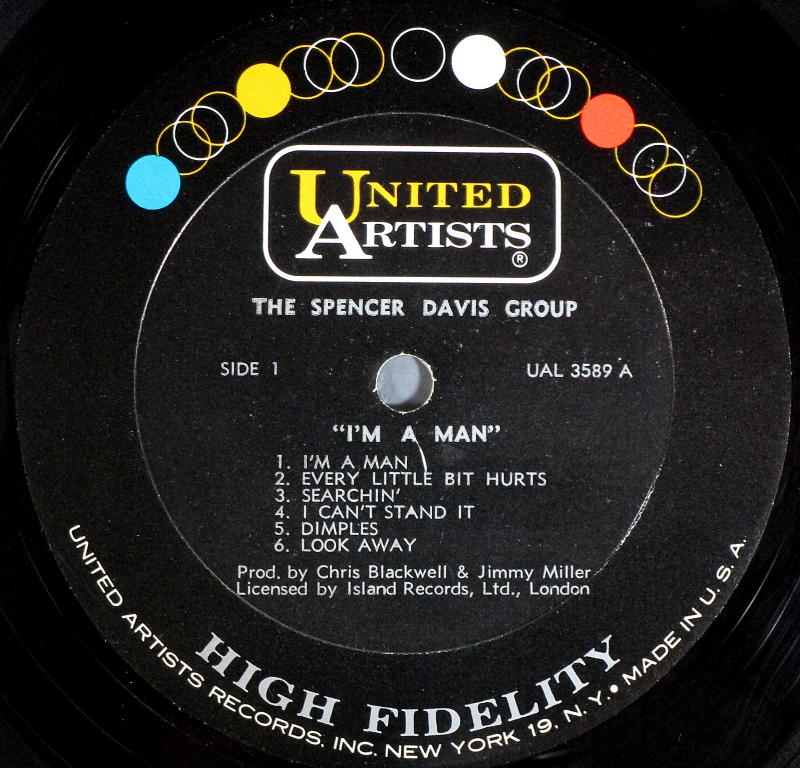 UNITED
ARTISTS
®
THE SPENCER DAVIS GROUP
SIDE 1
UAL 3589 A
"I'M A MAN"
1. I'M A MAN
2. EVERY LITTLE BIT HURTS
3. SEARCHIN'
4. I CAN'T STAND IT
5. DIMPLES
6. LOOK AWAY
Prod. by Chris Blackwell & Jimmy Miller
Licensed by Island Records, Ltd., London
HIGH FIDELITY
UNITED ARTISTS RECORDS, INC. NEW YORK 19, N.Y. • MADE IN U.S.A.